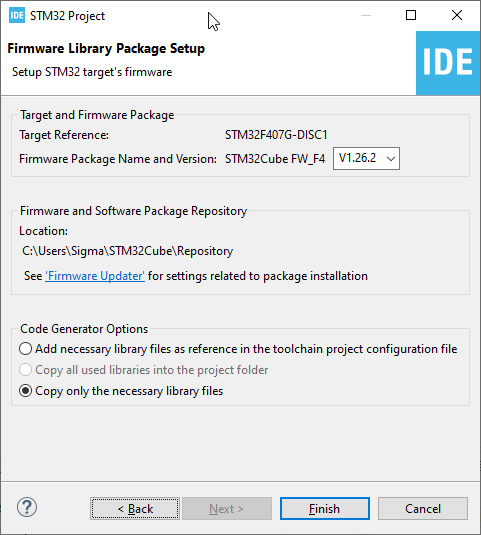 IDE STM32 Project
Firmware Library Package Setup
Setup STM32 target's firmware
IDE
Target and Firmware Package
Target Reference: STM32F407G-DISC1
Firmware Package Name and Version: STM32Cube FW_F4 V1.26.2
Firmware and Software Package Repository
Location:
C:\Users\Sigma\STM32Cube\Repository
See 'Firmware Updater' for settings related to package installation
Code Generator Options
Add necessary library files as reference in the toolchain project configuration file
Copy all used libraries into the project folder
Copy only the necessary library files
? < Back Next > Finish Cancel